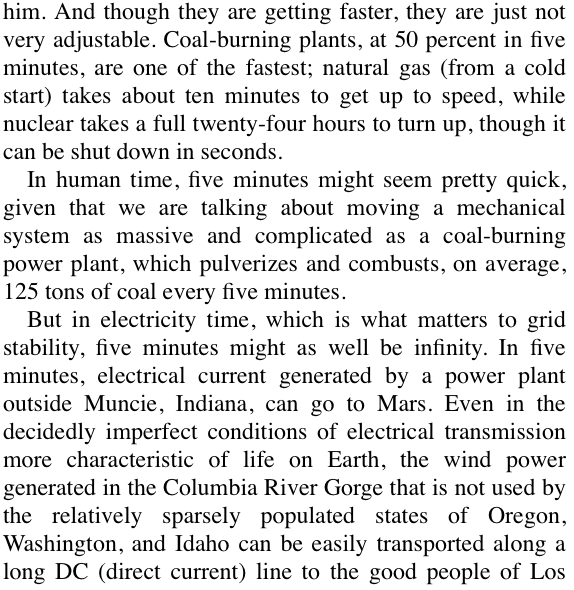 him. And though they are getting faster, they are just not
very adjustable. Coal-burning plants, at 50 percent in five
minutes, are one of the fastest; natural gas (from a cold
start) takes about ten minutes to get up to speed, while
nuclear takes a full twenty-four hours to turn up, though it
can be shut down in seconds.
In human time, five minutes might seem pretty quick,
given that we are talking about moving a mechanical
system as massive and complicated as a coal-burning
power plant, which pulverizes and combusts, on average,
125 tons of coal every five minutes.
But in electricity time, which is what matters to grid
stability, five minutes might as well be infinity. In five
minutes, electrical current generated by a power plant
outside Muncie, Indiana, can go to Mars. Even in the
decidedly imperfect conditions of electrical transmission
more characteristic of life on Earth, the wind power
generated in the Columbia River Gorge that is not used by
the relatively sparsely populated states of Oregon,
Washington, and Idaho can be easily transported along a
long DC (direct current) line to the good people of Los